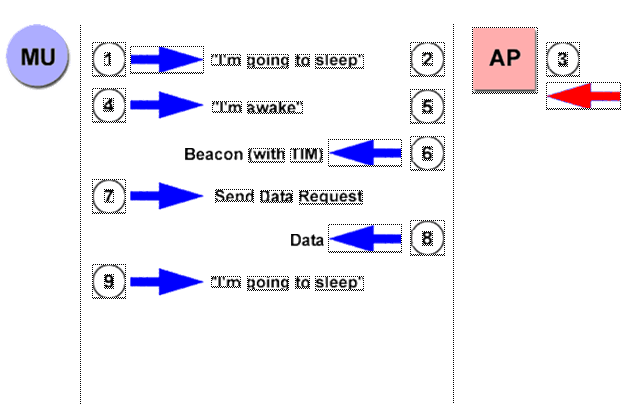 MU
AP
1 "I'm going to sleep" 2 3
4 "I'm awake" 5
Beacon (with TIM) 6
7 Send Data Request
Data 8
9 "I'm going to sleep"